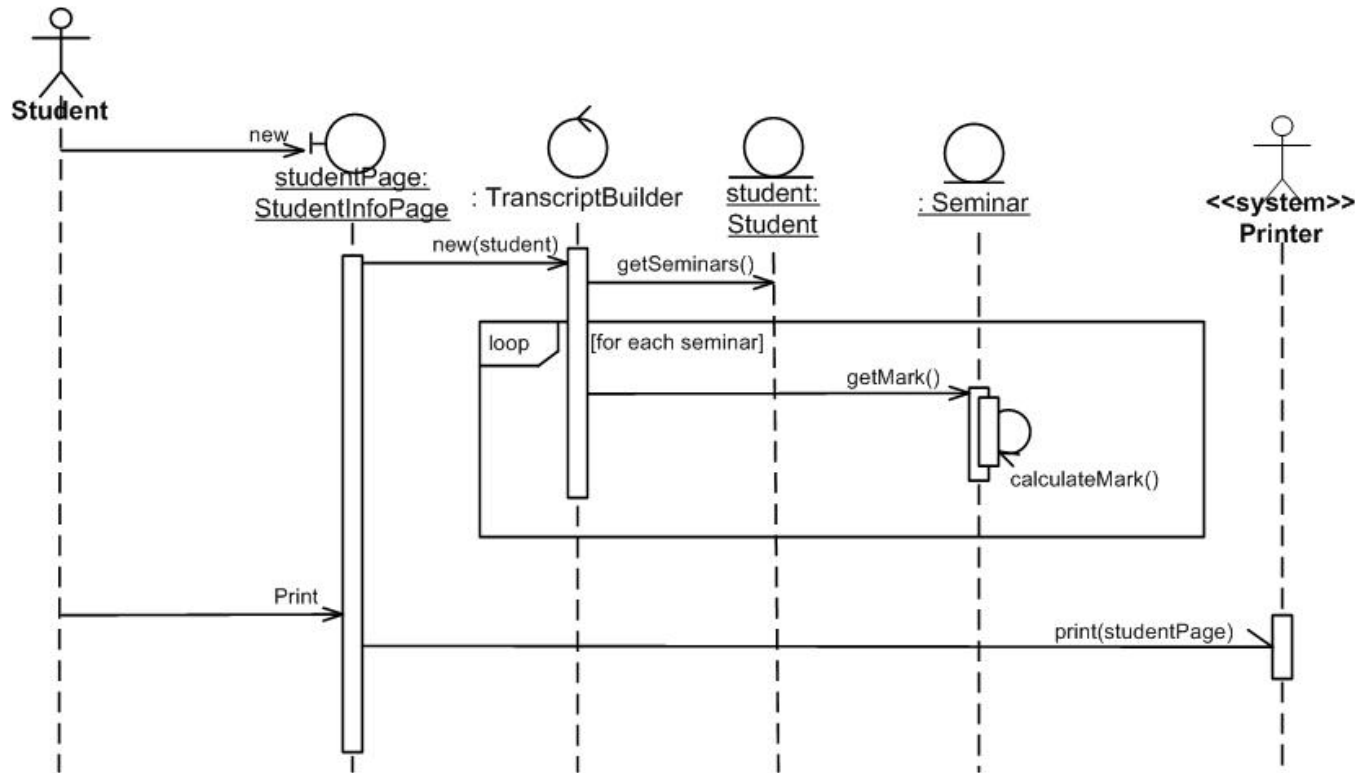 Student
new
studentPage:
StudentInfoPage
: TranscriptBuilder
student:
Student
: Seminar
<<system>>
Printer
new(student)
getSeminars()
loop
[for each seminar]
getMark()
calculateMark()
Print
print(studentPage)